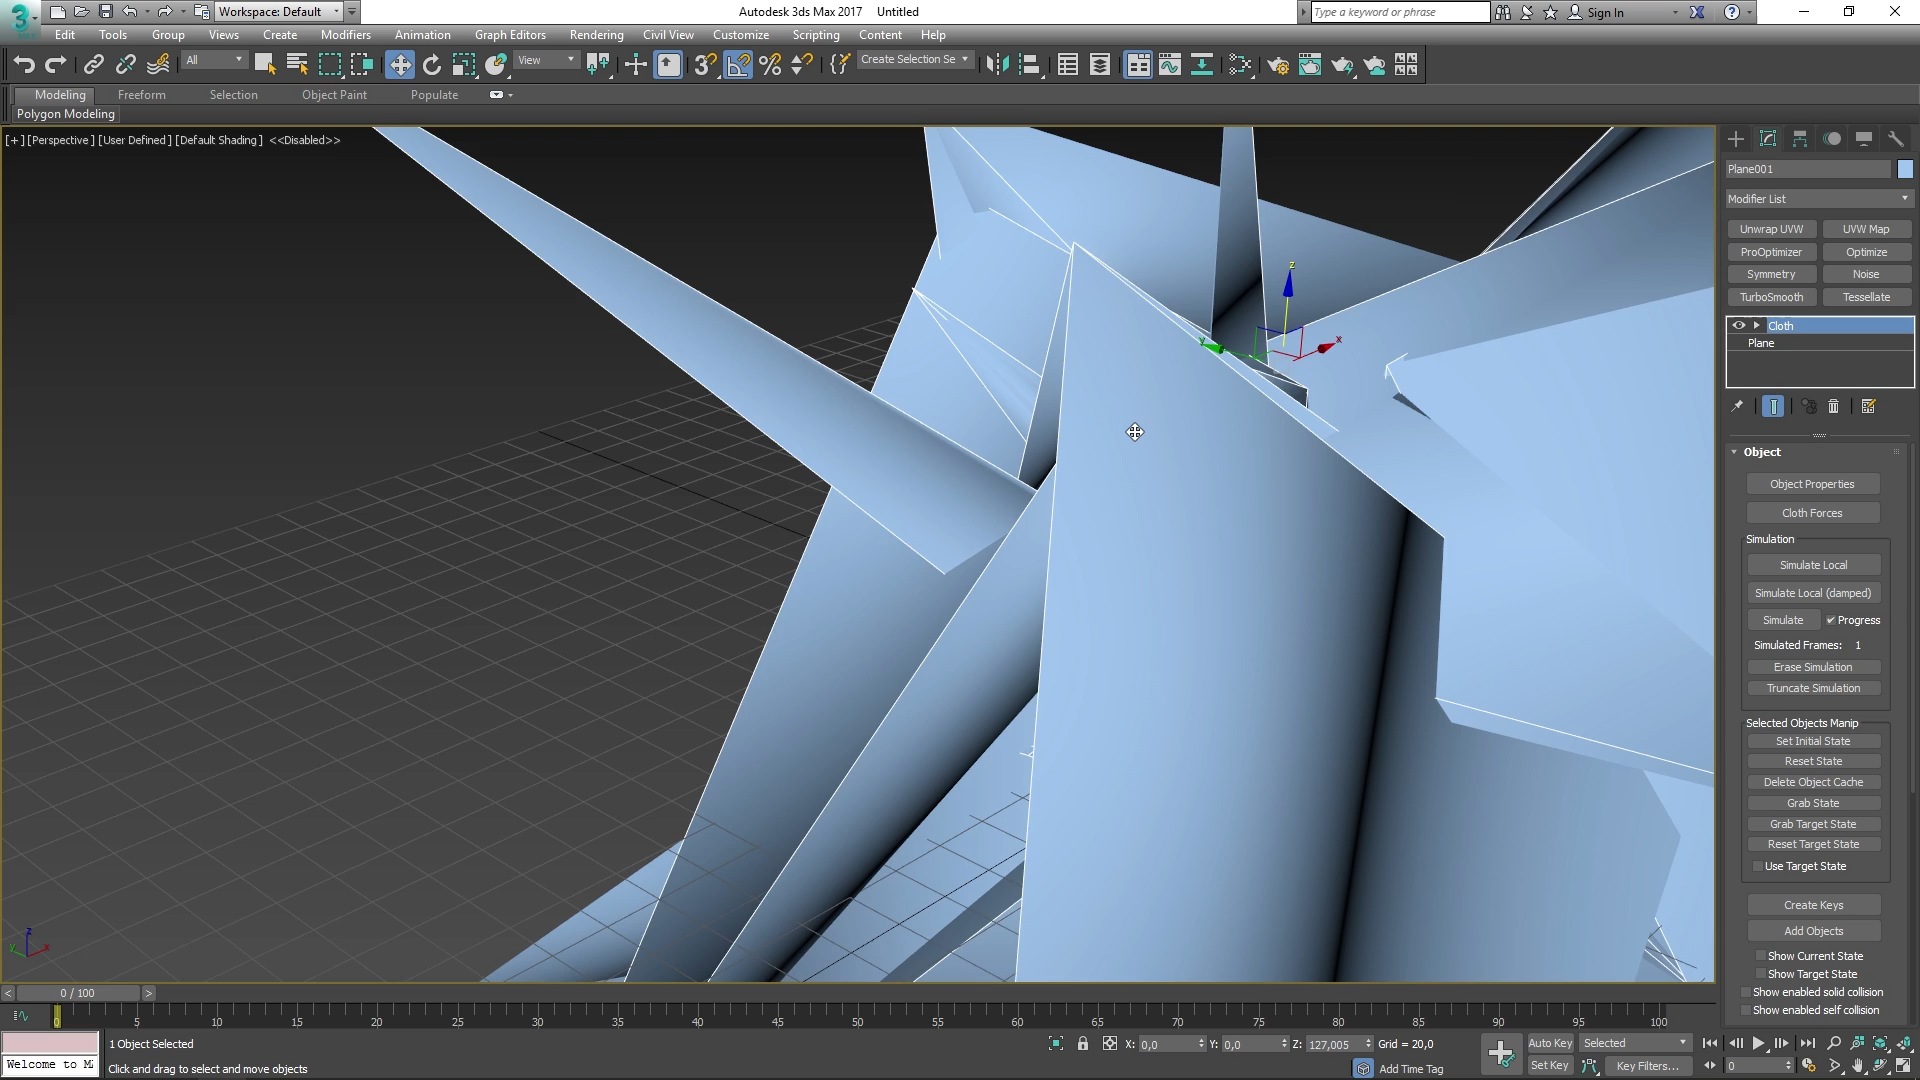 Workspace: Default
Autodesk 3ds Max 2017 Untitled
Type a keyword or phrase
Sign In
3
MAX
Edit Tools Group Views Create Modifiers Animation Graph Editors Rendering Civil View Customize Scripting Content Help
All
View
3
Create Selection Se
Modeling Freeform Selection Object Paint Populate
Polygon Modeling
[+] [Perspective] [User Defined] [Default Shading] <<Disabled>>
Plane001
Modifier List
Unwrap UVW UVW Map
ProOptimizer Optimize
Symmetry Noise
TurboSmooth Tessellate
Cloth
Plane
z
y
x
Object
Object Properties
Cloth Forces
Simulation
Simulate Local
Simulate Local (damped)
Simulate Progress
Simulated Frames: 1
Erase Simulation
Truncate Simulation
Selected Objects Manip
Set Initial State
Reset State
Delete Object Cache
Grab State
Grab Target State
Reset Target State
Use Target State
Create Keys
Add Objects
Show Current State
Show Target State
Show enabled solid collision
Show enabled self collision
z
y
x
< 0 / 100 >
0 5 10 15 20 25 30 35 40 45 50 55 60 65 70 75 80 85 90 95 100
1 Object Selected
X: 0,0 Y: 0,0 Z: 127,005 Grid = 20,0
Auto Key Selected
Welcome to M
Click and drag to select and move objects
Add Time Tag
Set Key Key Filters... 0